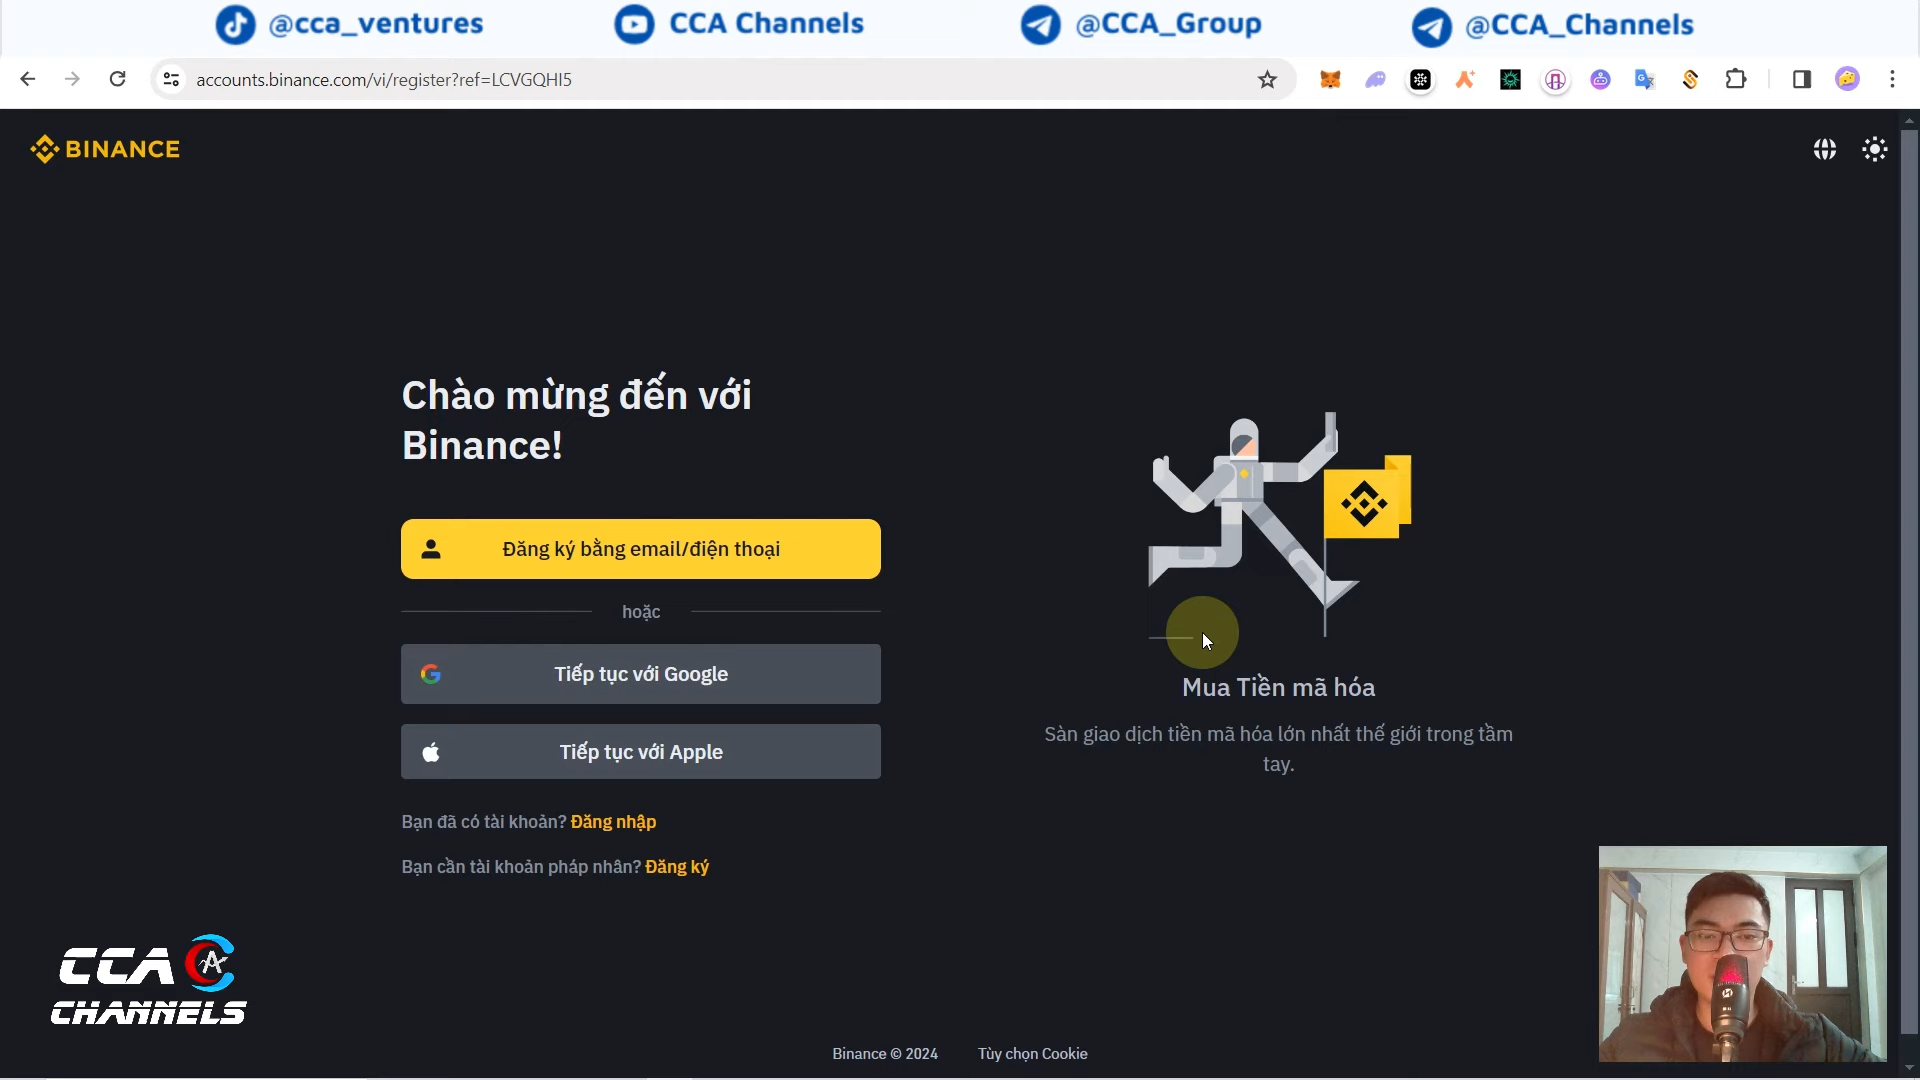 @cca_ventures
CCA Channels
@CCA_Group
@CCA_Channels
accounts.binance.com/vi/register?ref=LCVGQHI5
BINANCE
Chào mừng đến với
Binance!
Đăng ký bằng email/điện thoại
hoặc
Tiếp tục với Google
Tiếp tục với Apple
Bạn đã có tài khoản? Đăng nhập
Bạn cần tài khoản pháp nhân? Đăng ký
Mua Tiền mã hóa
Sàn giao dịch tiền mã hóa lớn nhất thế giới trong tầm
tay.
CCA
CHANNELS
Binance © 2024
Tùy chọn Cookie